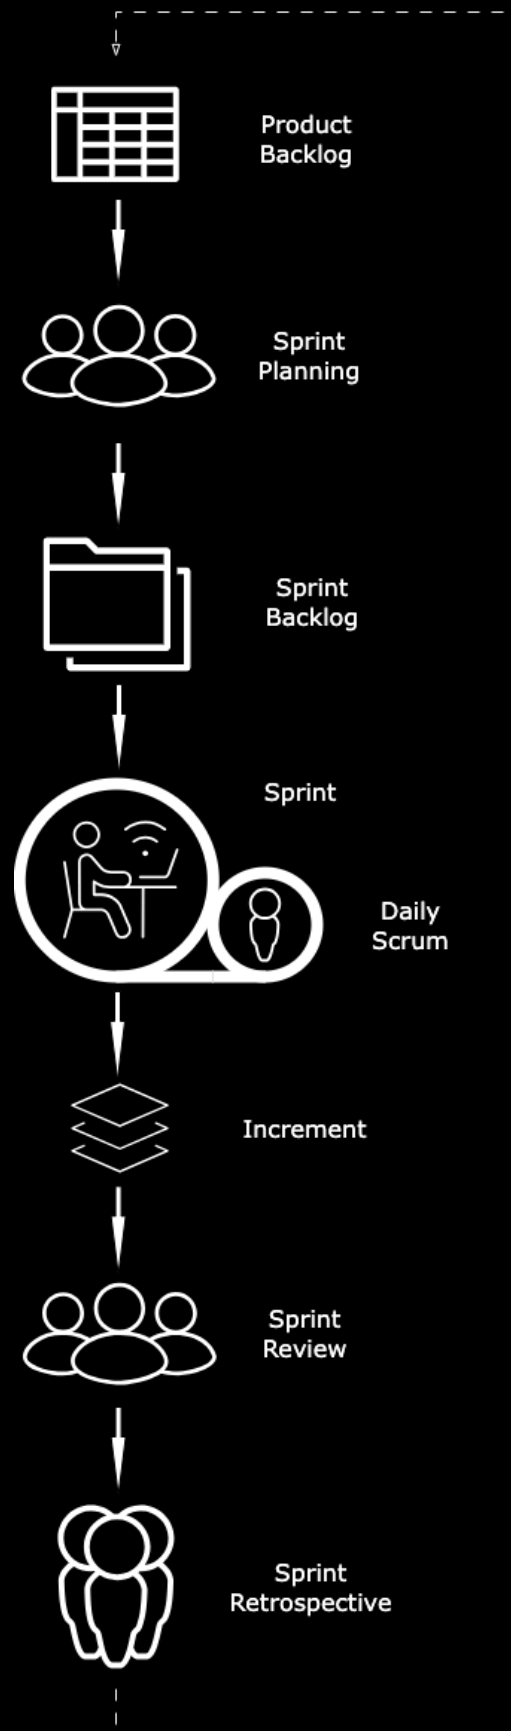 Product
Backlog
Sprint
Planning
Sprint
Backlog
Sprint
Daily
Scrum
Increment
Sprint
Review
Sprint
Retrospective